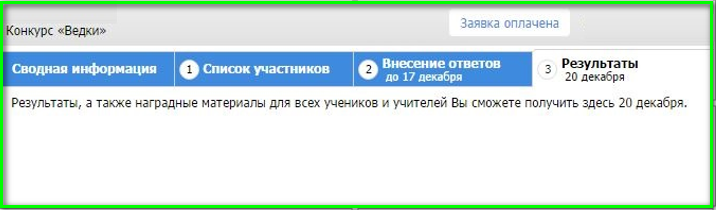 Заявка оплачена
Конкурс «Ведки»
Сводная информация
1 Список участников
2 Внесение ответов
до 17 декабря
3 Результаты
20 декабря
Результаты, а также наградные материалы для всех учеников и учителей Вы сможете получить здесь 20 декабря.